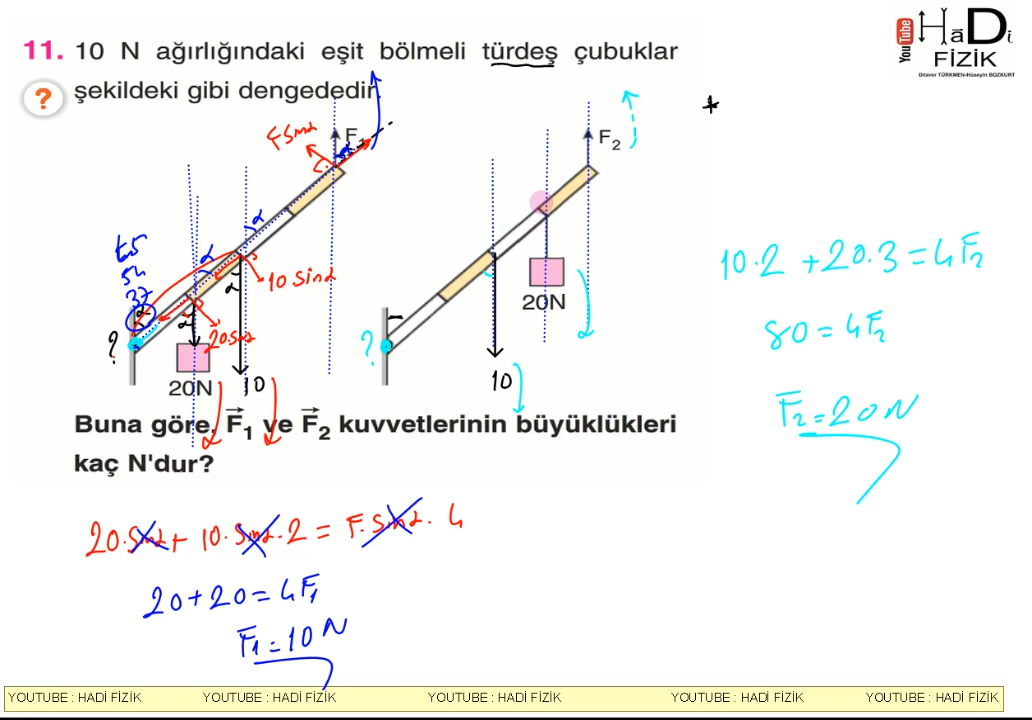 11. 10 N ağırlığındaki eşit bölmeli türdeş çubuklar
? şekildeki gibi dengededir.
YouTube HaDi
FİZİK
Dilaver TÜRKMEN-Hüseyin BOZKURT
F sinα
F₁
α
α
α
α
α
α
53
37
?
10 sinα
20 sinα
20N
10
F₂
?
20N
10
10.2 + 20.3 = 4F₂
80 = 4F₂
F₂ = 20N
Buna göre, F₁ ve F₂ kuvvetlerinin büyüklükleri
kaç N'dur?
20.sinα + 10.sinα.2 = F.sinα.4
20 + 20 = 4F₁
F₁ = 10 N
YOUTUBE : HADİ FİZİK YOUTUBE : HADİ FİZİK YOUTUBE : HADİ FİZİK YOUTUBE : HADİ FİZİK YOUTUBE : HADİ FİZİK